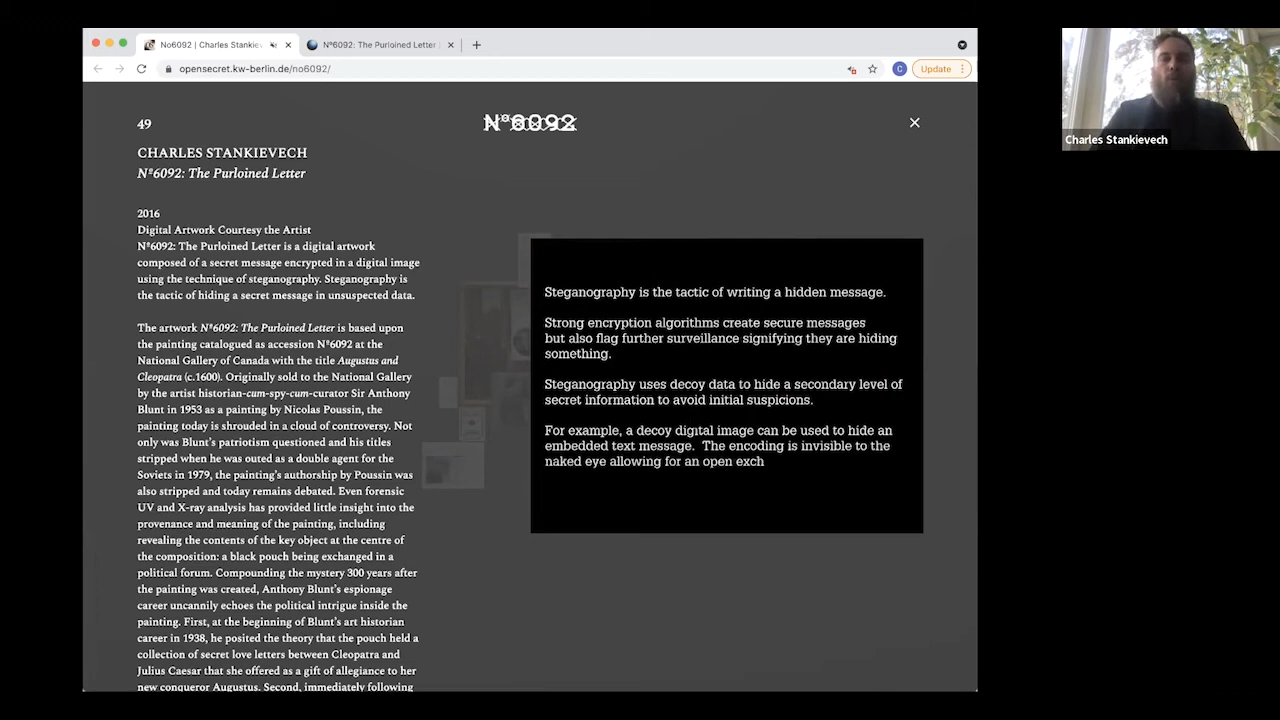 No6092 | Charles Stankiev
Nº6092: The Purloined Letter
opensecret.kw-berlin.de/no6092/
C
Update
49
Nº6092
CHARLES STANKIEVECH
Nº6092: The Purloined Letter
2016
Digital Artwork Courtesy the Artist
Nº6092: The Purloined Letter is a digital artwork
composed of a secret message encrypted in a digital image
using the technique of steganography. Steganography is
the tactic of hiding a secret message in unsuspected data.
The artwork Nº6092: The Purloined Letter is based upon
the painting catalogued as accession Nº6092 at the
National Gallery of Canada with the title Augustus and
Cleopatra (c.1600). Originally sold to the National Gallery
by the artist historian-cum-spy-cum-curator Sir Anthony
Blunt in 1953 as a painting by Nicolas Poussin, the
painting today is shrouded in a cloud of controversy. Not
only was Blunt's patriotism questioned and his titles
stripped when he was outed as a double agent for the
Soviets in 1979, the painting's authorship by Poussin was
also stripped and today remains debated. Even forensic
UV and X-ray analysis has provided little insight into the
provenance and meaning of the painting, including
revealing the contents of the key object at the centre of
the composition: a black pouch being exchanged in a
political forum. Compounding the mystery 300 years after
the painting was created, Anthony Blunt's espionage
career uncannily echoes the political intrigue inside the
painting. First, at the beginning of Blunt's art historian
career in 1938, he posited the theory that the pouch held a
collection of secret love letters between Cleopatra and
Julius Caesar that she offered as a gift of allegiance to her
new conqueror Augustus. Second, immediately following
Steganography is the tactic of writing a hidden message.
Strong encryption algorithms create secure messages
but also flag further surveillance signifying they are hiding
something.
Steganography uses decoy data to hide a secondary level of
secret information to avoid initial suspicions.
For example, a decoy digital image can be used to hide an
embedded text message. The encoding is invisible to the
naked eye allowing for an open exch
Charles Stankievech